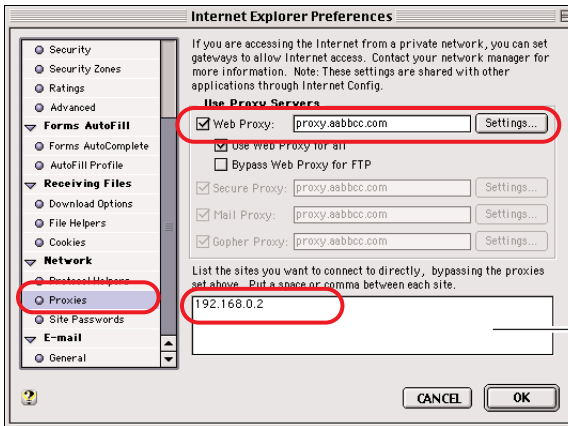 Internet Explorer Preferences
Security
Security Zones
Ratings
Advanced
Forms AutoFill
Forms AutoComplete
AutoFill Profile
Receiving Files
Download Options
File Helpers
Cookies
Network
Protocol Helpers
Proxies
Site Passwords
E-mail
General
If you are accessing the Internet from a private network, you can set
gateways to allow Internet access. Contact your network manager for
more information. Note: These settings are shared with other
applications through Internet Config.
Use Proxy Servers
Web Proxy: proxy.aabbcc.com Settings...
Use Web Proxy for all
Bypass Web Proxy for FTP
Secure Proxy: proxy.aabbcc.com Settings...
Mail Proxy: proxy.aabbcc.com Settings...
Gopher Proxy: proxy.aabbcc.com Settings...
List the sites you want to connect to directly, bypassing the proxies
set above. Put a space or comma between each site.
192.168.0.2
?
CANCEL OK